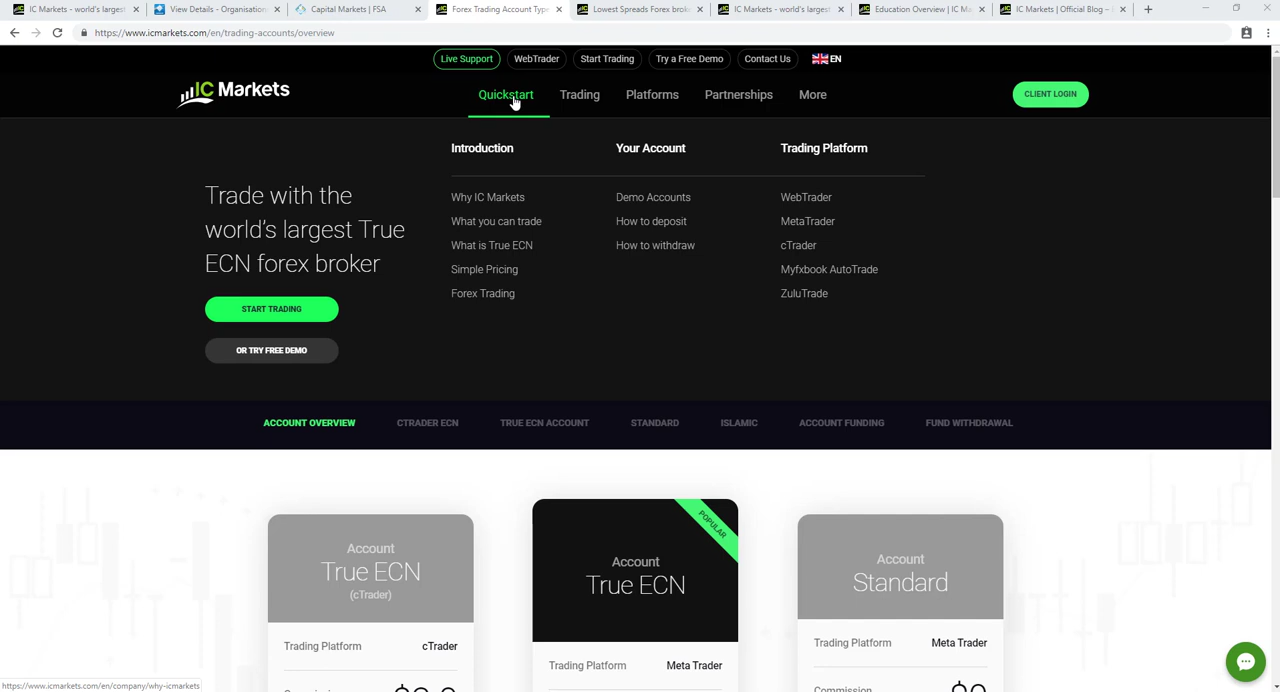 IC Markets - world's largest
View Details - Organisation
Capital Markets | FSA
Forex Trading Account Type
Lowest Spreads Forex broke
IC Markets - world's largest
Education Overview | IC Ma
IC Markets | Official Blog –
https://www.icmarkets.com/en/trading-accounts/overview
Live Support
WebTrader
Start Trading
Try a Free Demo
Contact Us
EN
IC Markets
Quickstart
Trading
Platforms
Partnerships
More
CLIENT LOGIN
Trade with the
world's largest True
ECN forex broker
START TRADING
OR TRY FREE DEMO
Introduction
Why IC Markets
What you can trade
What is True ECN
Simple Pricing
Forex Trading
Your Account
Demo Accounts
How to deposit
How to withdraw
Trading Platform
WebTrader
MetaTrader
cTrader
Myfxbook AutoTrade
ZuluTrade
ACCOUNT OVERVIEW
CTRADER ECN
TRUE ECN ACCOUNT
STANDARD
ISLAMIC
ACCOUNT FUNDING
FUND WITHDRAWAL
Account
True ECN
(cTrader)
Trading Platform cTrader
POPULAR
Account
True ECN
Trading Platform Meta Trader
Account
Standard
Trading Platform Meta Trader
https://www.icmarkets.com/en/company/why-icmarkets